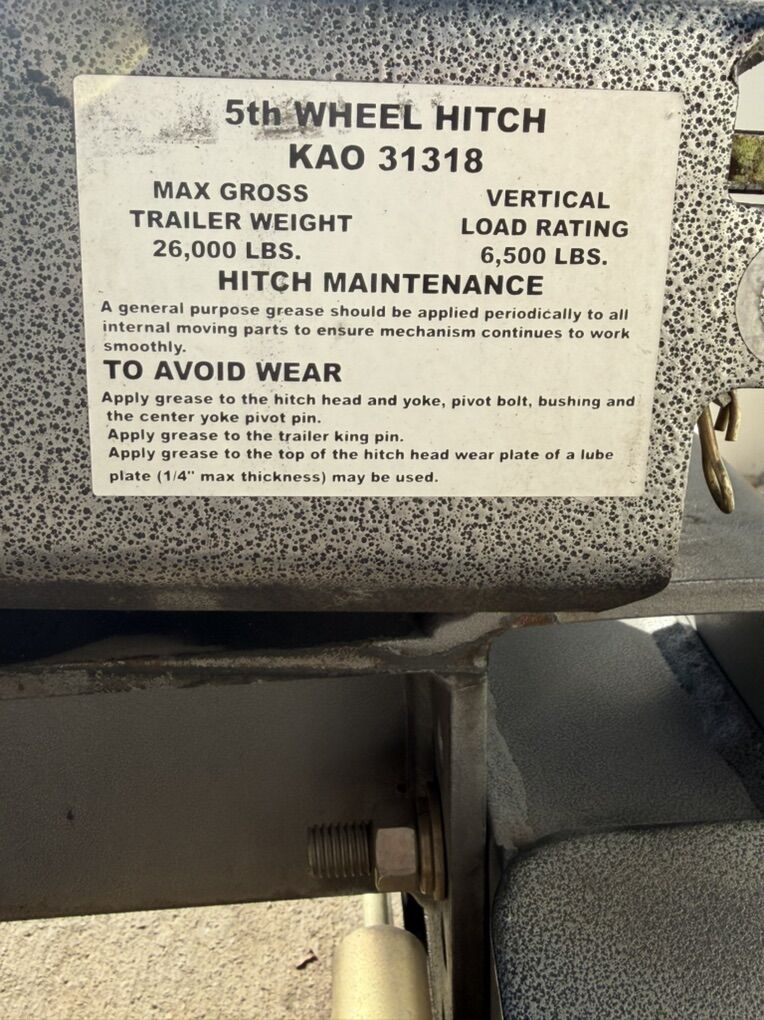 5th WHEEL HITCH
KAO 31318
MAX GROSS
TRAILER WEIGHT
26,000 LBS.
VERTICAL
LOAD RATING
6,500 LBS.
HITCH MAINTENANCE
A general purpose grease should be applied periodically to all
internal moving parts to ensure mechanism continues to work
smoothly.
TO AVOID WEAR
Apply grease to the hitch head and yoke, pivot bolt, bushing and
the center yoke pivot pin.
Apply grease to the trailer king pin.
Apply grease to the top of the hitch head wear plate of a lube
plate (1/4" max thickness) may be used.